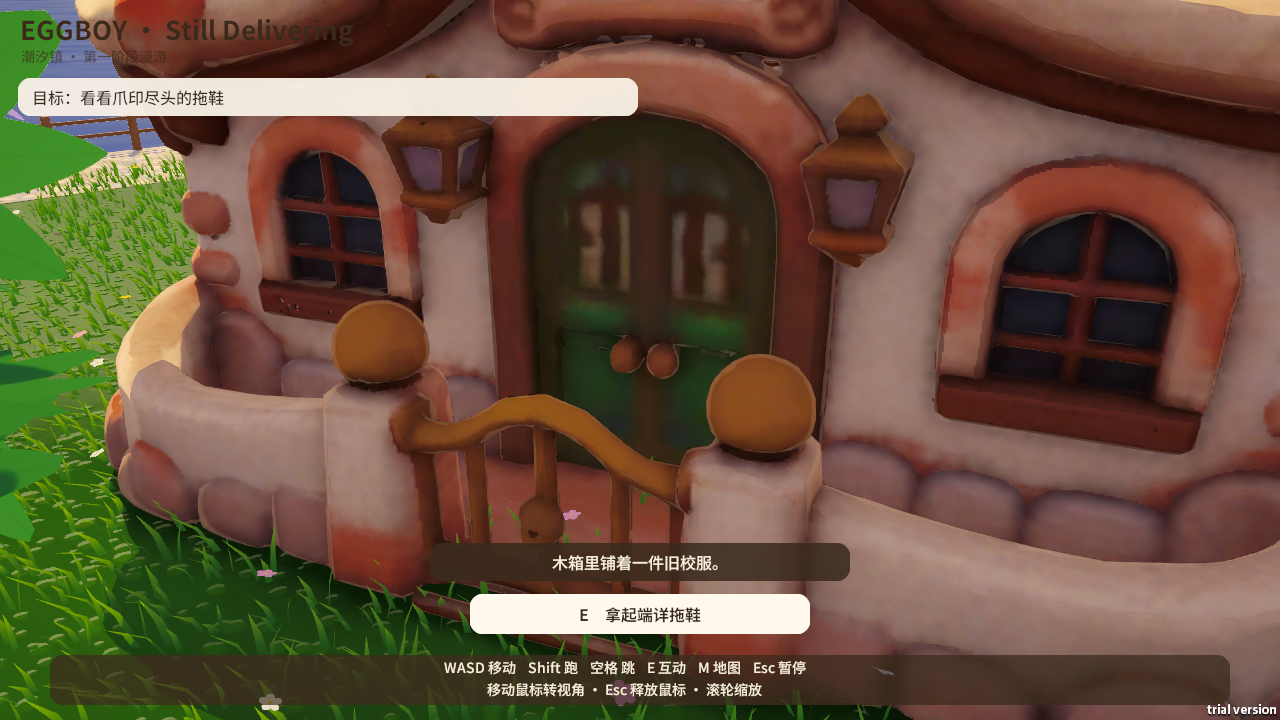 EGGBOY · Still Delivering
潮汐镇 · 第一阶段漫游
目标：看看爪印尽头的拖鞋
木箱里铺着一件旧校服。
E 拿起端详拖鞋
WASD 移动 Shift 跑 空格 跳 E 互动 M 地图 Esc 暂停
移动鼠标转视角 · Esc 释放鼠标 · 滚轮缩放
trial version